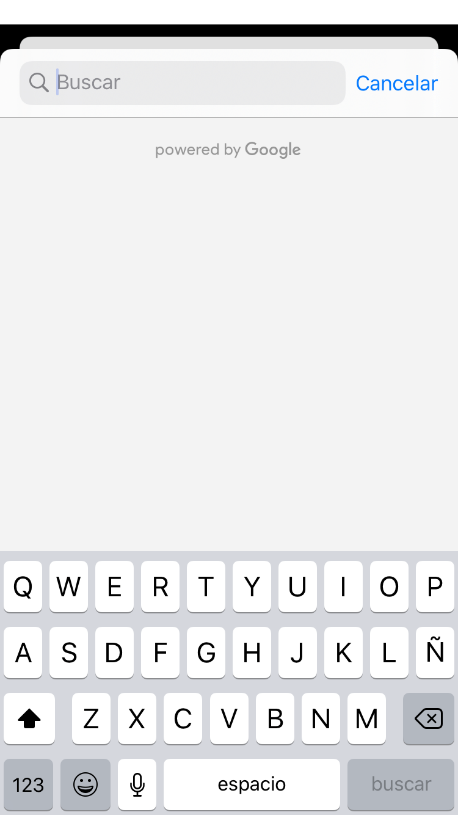 Buscar Cancelar
powered by Google
Q W E R T Y U I O P
A S D F G H J K L Ñ
Z X C V B N M
123 espacio buscar